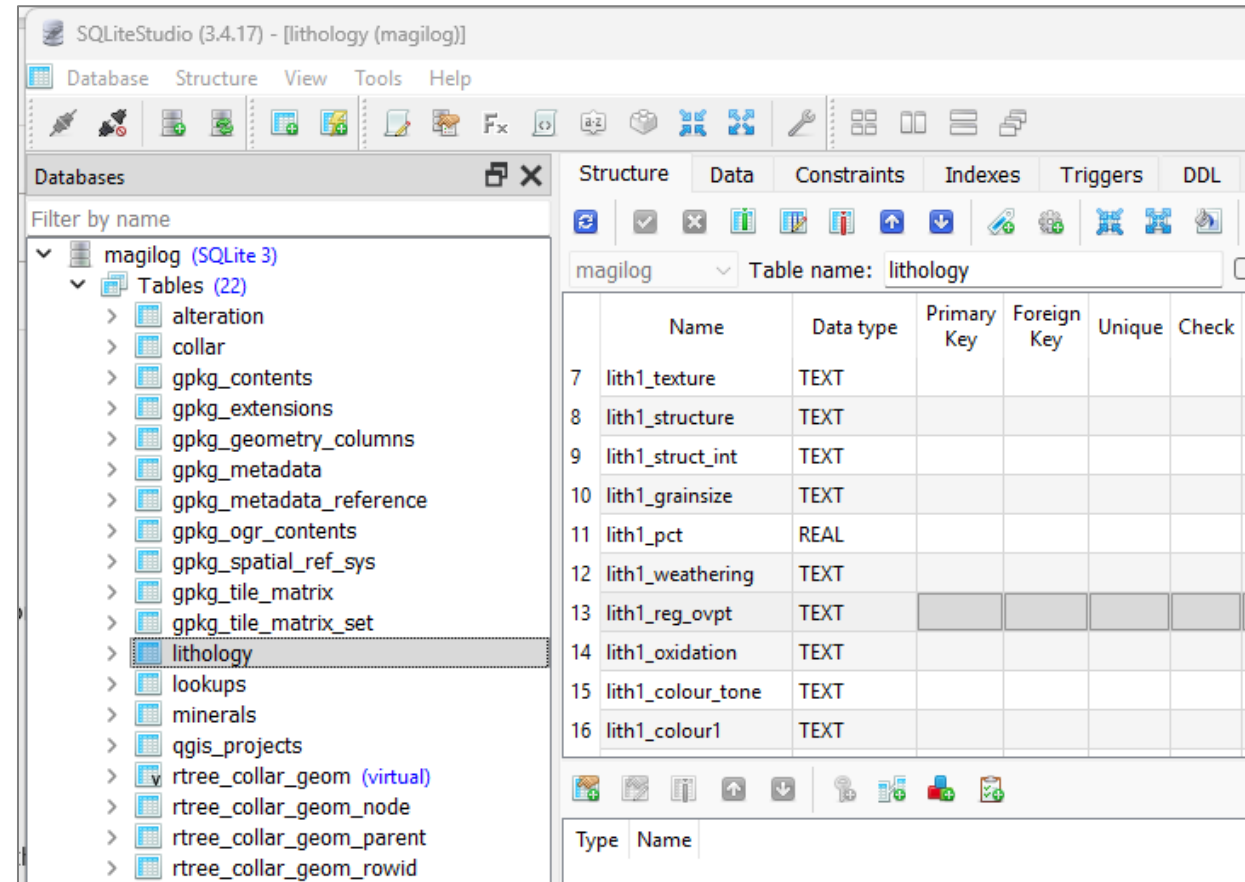 SQLiteStudio (3.4.17) - [lithology (magilog)]
Database Structure View Tools Help
Databases
Filter by name
magilog (SQLite 3)
Tables (22)
alteration
collar
gpkg_contents
gpkg_extensions
gpkg_geometry_columns
gpkg_metadata
gpkg_metadata_reference
gpkg_ogr_contents
gpkg_spatial_ref_sys
gpkg_tile_matrix
gpkg_tile_matrix_set
lithology
lookups
minerals
qgis_projects
rtree_collar_geom (virtual)
rtree_collar_geom_node
rtree_collar_geom_parent
rtree_collar_geom_rowid
Structure Data Constraints Indexes Triggers DDL
magilog Table name: lithology
Name Data type Primary Key Foreign Key Unique Check
7 lith1_texture TEXT
8 lith1_structure TEXT
9 lith1_struct_int TEXT
10 lith1_grainsize TEXT
11 lith1_pct REAL
12 lith1_weathering TEXT
13 lith1_reg_ovpt TEXT
14 lith1_oxidation TEXT
15 lith1_colour_tone TEXT
16 lith1_colour1 TEXT
Type Name